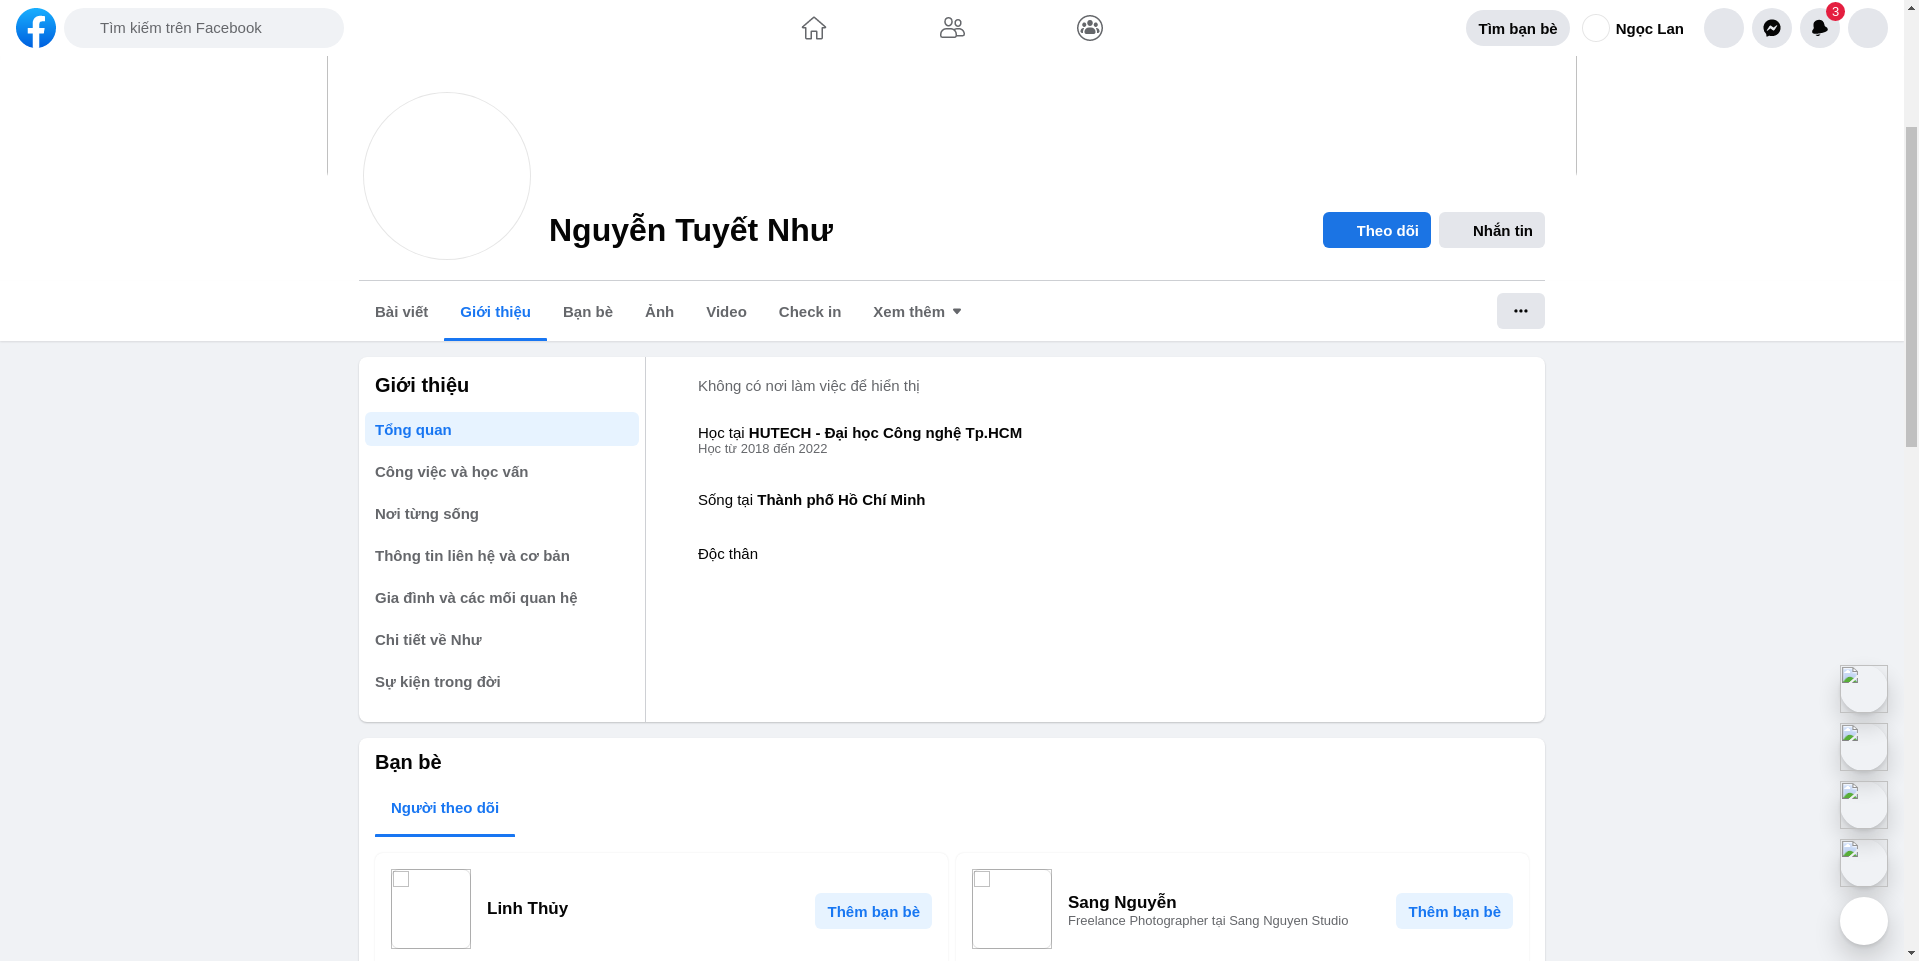 Tìm kiếm trên Facebook
Tìm bạn bè
Ngọc Lan
3
Nguyễn Tuyết Như
Theo dõi
Nhắn tin
Bài viết
Giới thiệu
Bạn bè
Ảnh
Video
Check in
Xem thêm
Giới thiệu
Tổng quan
Công việc và học vấn
Nơi từng sống
Thông tin liên hệ và cơ bản
Gia đình và các mối quan hệ
Chi tiết về Như
Sự kiện trong đời
Không có nơi làm việc để hiển thị
Học tại HUTECH - Đại học Công nghệ Tp.HCM
Học từ 2018 đến 2022
Sống tại Thành phố Hồ Chí Minh
Độc thân
Bạn bè
Người theo dõi
Linh Thủy
Thêm bạn bè
Sang Nguyễn
Freelance Photographer tại Sang Nguyen Studio
Thêm bạn bè